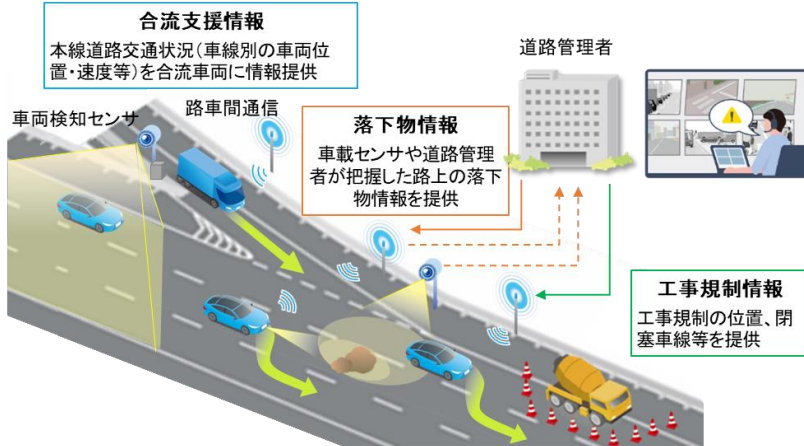 合流支援情報
本線道路交通状況(車線別の車両位
置・速度等)を合流車両に情報提供
道路管理者
車両検知センサ
路車間通信
落下物情報
車載センサや道路管理
者が把握した路上の落下
物情報を提供
工事規制情報
工事規制の位置、閉
塞車線等を提供